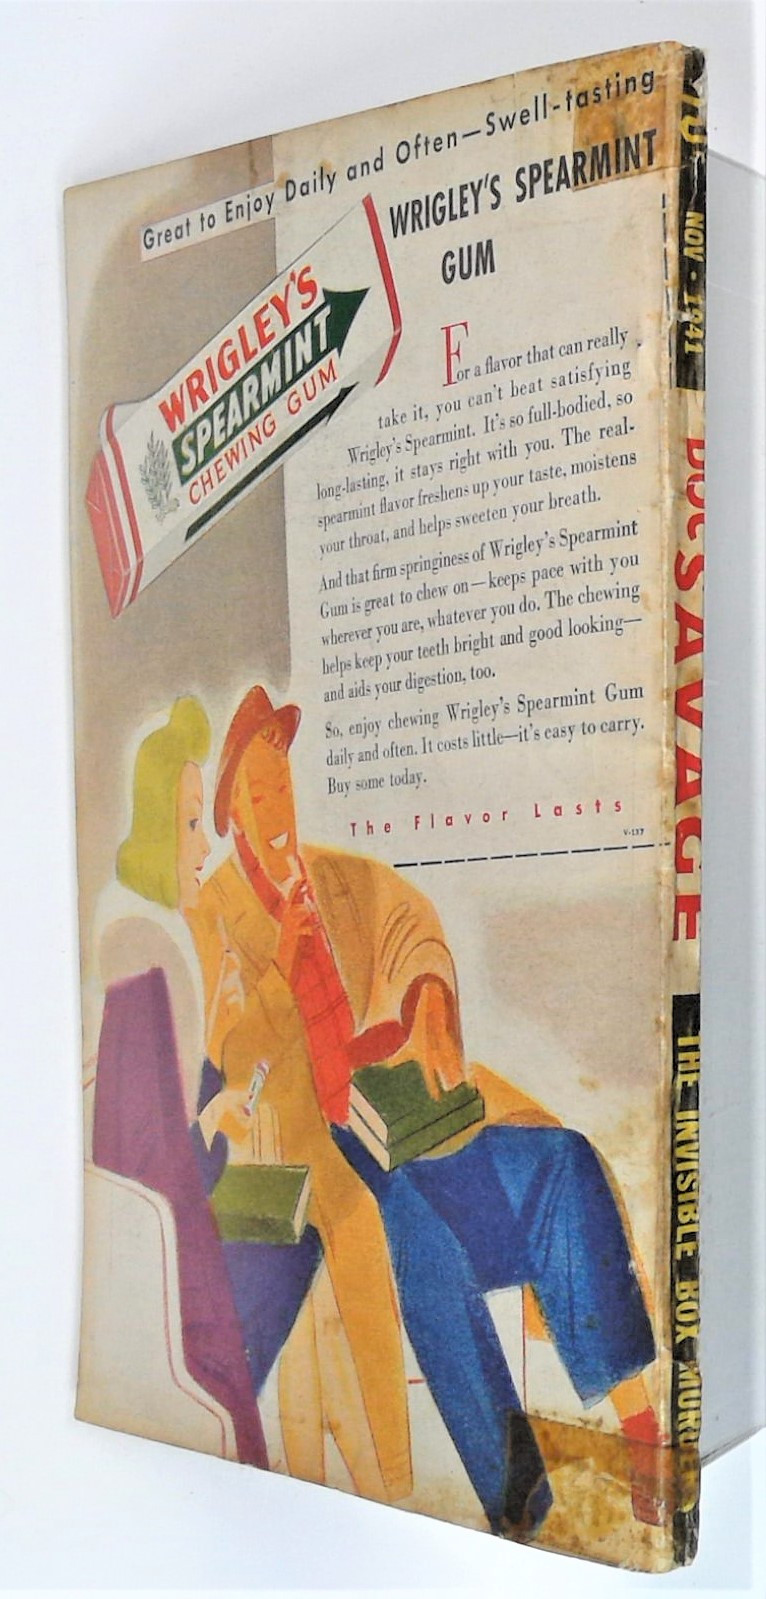 Great to Enjoy Daily and Often—Swell-tasting
WRIGLEY'S SPEARMINT
GUM
WRIGLEY'S
SPEARMINT
CHEWING GUM
For a flavor that can really
take it, you can't beat satisfying
Wrigley's Spearmint. It's so full-bodied, so
long-lasting, it stays right with you. The real-
spearmint flavor freshens up your taste, moistens
your throat, and helps sweeten your breath.
And that firm springiness of Wrigley's Spearmint
Gum is great to chew on—keeps pace with you
wherever you are, whatever you do. The chewing
helps keep your teeth bright and good looking—
and aids your digestion, too.
So, enjoy chewing Wrigley's Spearmint Gum
daily and often. It costs little—it's easy to carry.
Buy some today.
The Flavor Lasts
V-137
NOV · 1941
DOC SAVAGE
THE INVISIBLE BOX MURDERS